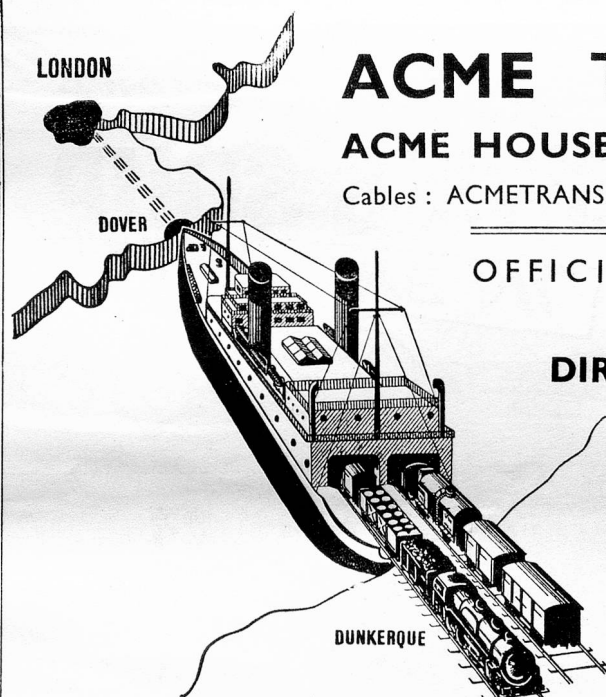 LONDON
ACME T
ACME HOUSE
Cables : ACMETRANS
DOVER
OFFICI
DIR
DUNKERQUE